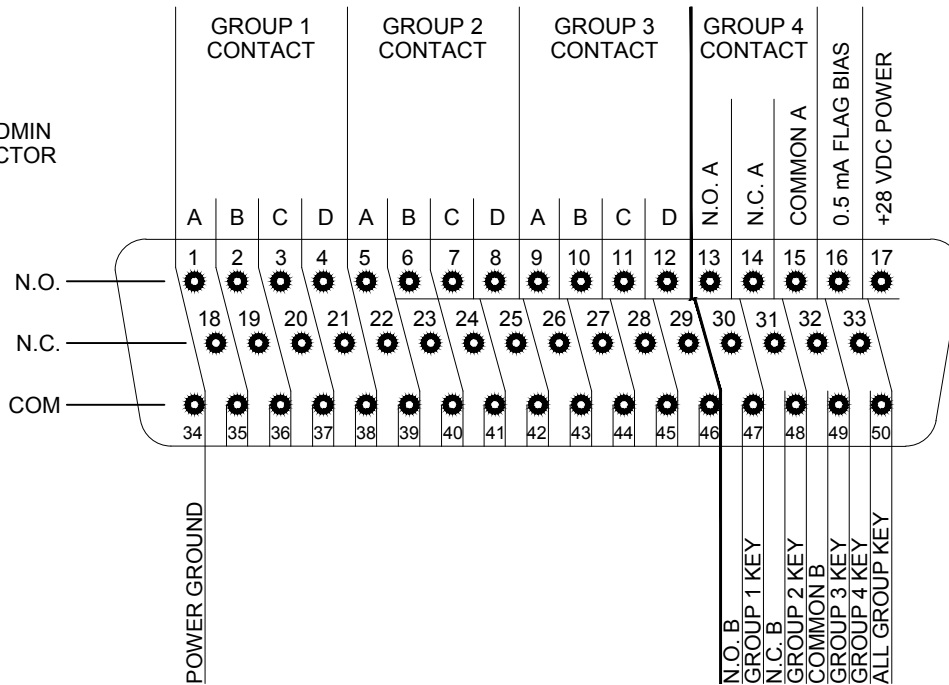 GROUP 1
CONTACT
GROUP 2
CONTACT
GROUP 3
CONTACT
GROUP 4
CONTACT
0.5 mA FLAG BIAS
+28 VDC POWER
DMIN
CTOR
N.O. A
N.C. A
COMMON A
A B C D A B C D A B C D
1 2 3 4 5 6 7 8 9 10 11 12 13 14 15 16 17
N.O.
18 19 20 21 22 23 24 25 26 27 28 29 30 31 32 33
N.C.
COM
34 35 36 37 38 39 40 41 42 43 44 45 46 47 48 49 50
POWER GROUND
N.O. B
GROUP 1 KEY
N.C. B
GROUP 2 KEY
COMMON B
GROUP 3 KEY
GROUP 4 KEY
ALL GROUP KEY